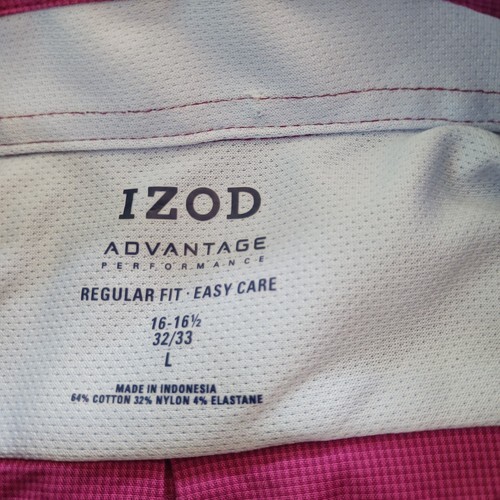 IZOD
ADVANTAGE
PERFORMANCE
REGULAR FIT · EASY CARE
16-16½
32/33
L
MADE IN INDONESIA
64% COTTON 32% NYLON 4% ELASTANE